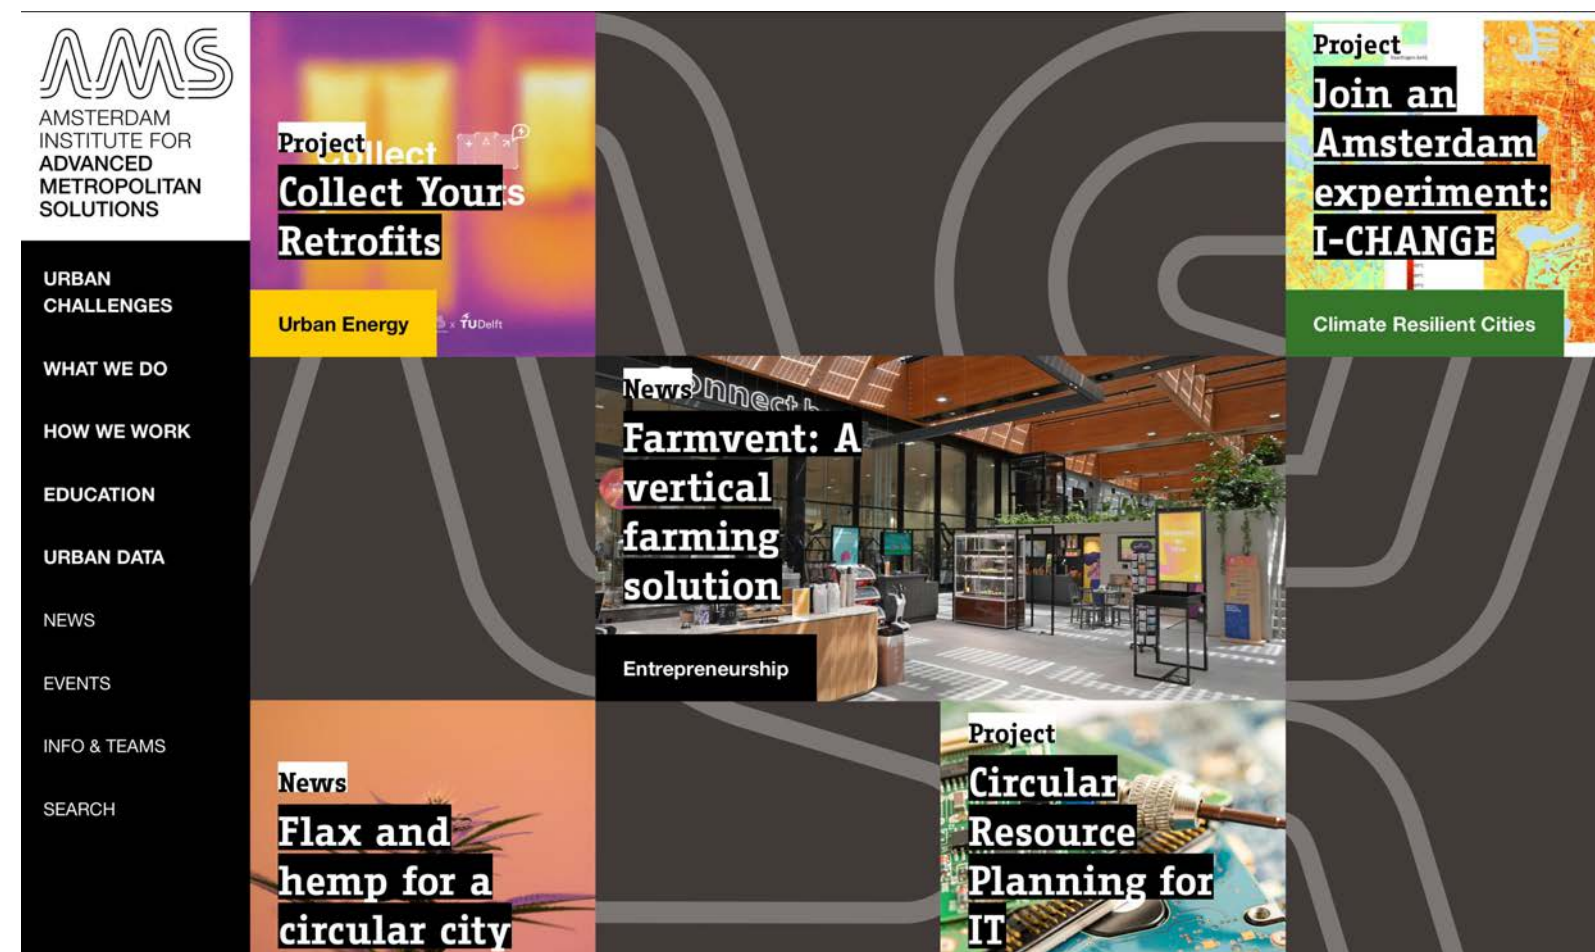 AMS
AMSTERDAM
INSTITUTE FOR
ADVANCED
METROPOLITAN
SOLUTIONS
URBAN
CHALLENGES
WHAT WE DO
HOW WE WORK
EDUCATION
URBAN DATA
NEWS
EVENTS
INFO & TEAMS
SEARCH
Project
Collect
Collect Yours
Retrofits
Urban Energy
x TU Delft
Project
Join an
Amsterdam
experiment:
I-CHANGE
Climate Resilient Cities
News
Connect
Farmvent: A
vertical
farming
solution
Entrepreneurship
News
Flax and
hemp for a
circular city
Project
Circular
Resource
Planning for
IT